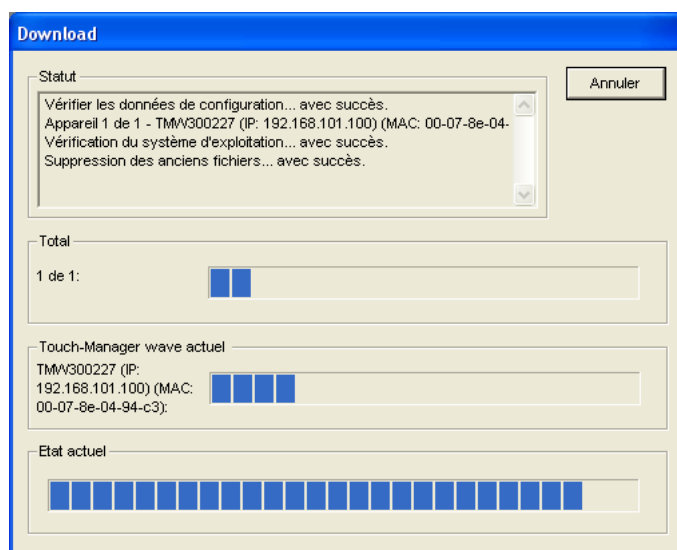 Download
Statut
Annuler
Vérifier les données de configuration... avec succès.
Appareil 1 de 1 - TMW300227 (IP: 192.168.101.100) (MAC: 00-07-8e-04-
Vérification du système d'exploitation... avec succès.
Suppression des anciens fichiers... avec succès.
Total
1 de 1:
Touch-Manager wave actuel
TMW300227 (IP:
192.168.101.100) (MAC:
00-07-8e-04-94-c3):
Etat actuel